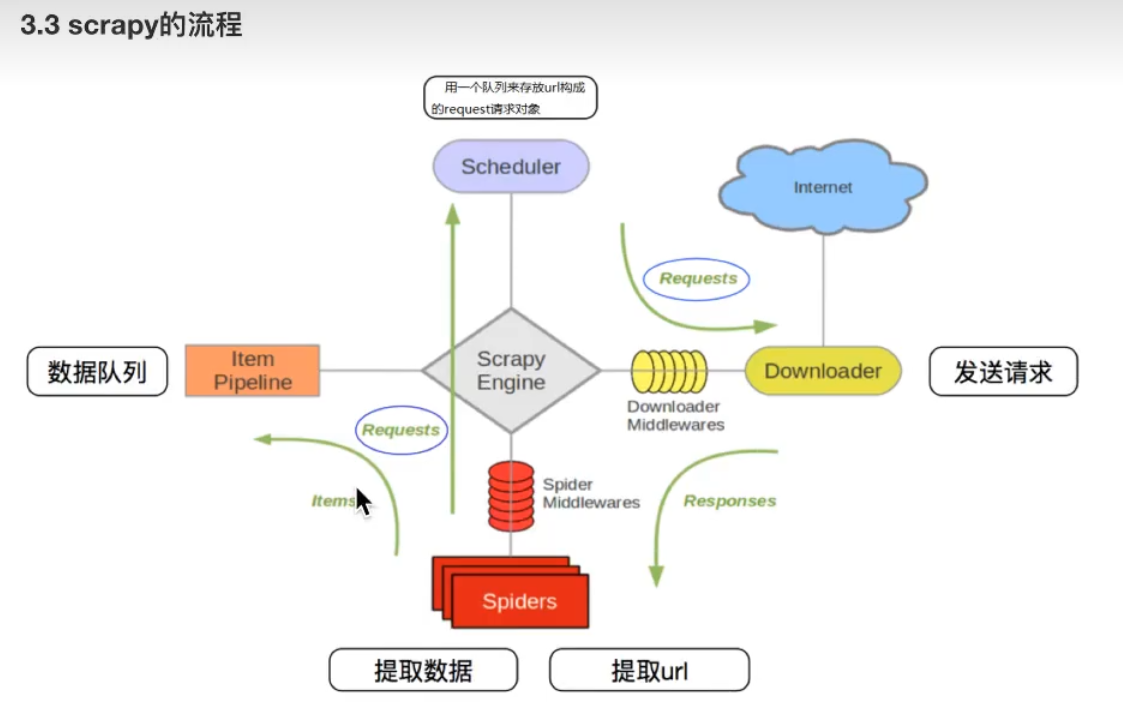 3.3 scrapy的流程
用一个队列来存放url构成
的request请求对象
Scheduler
Internet
Requests
数据队列
Item
Pipeline
Scrapy
Engine
Downloader
发送请求
Downloader
Middlewares
Requests
Items
Spider
Middlewares
Responses
Spiders
提取数据
提取url